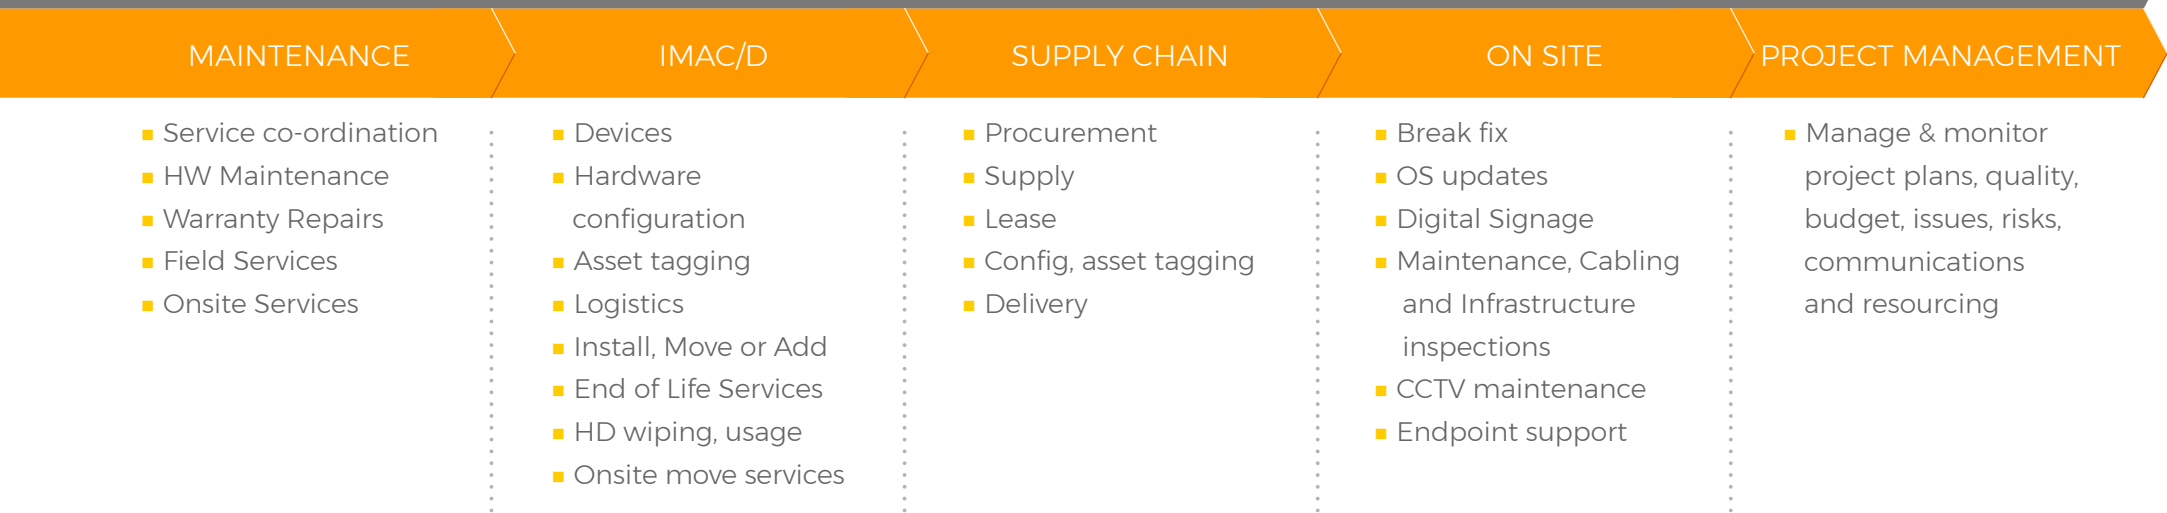 MAINTENANCE
Service co-ordination
HW Maintenance
Warranty Repairs
Field Services
Onsite Services
IMAC/D
Devices
Hardware
configuration
Asset tagging
Logistics
Install, Move or Add
End of Life Services
HD wiping, usage
Onsite move services
SUPPLY CHAIN
Procurement
Supply
Lease
Config, asset tagging
Delivery
ON SITE
Break fix
OS updates
Digital Signage
Maintenance, Cabling
and Infrastructure
inspections
CCTV maintenance
Endpoint support
PROJECT MANAGEMENT
Manage & monitor
project plans, quality,
budget, issues, risks,
communications
and resourcing